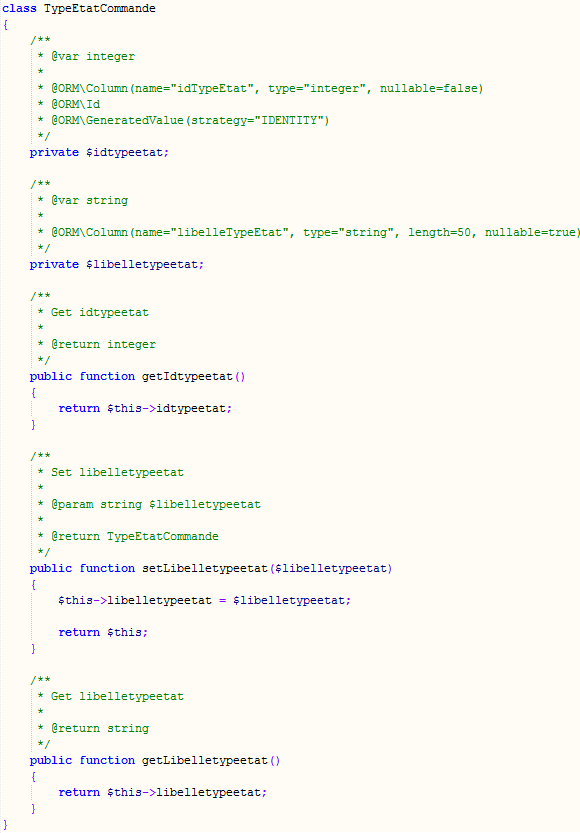 class TypeEtatCommande
{
    /**
     * @var integer
     *
     * @ORM\Column(name="idTypeEtat", type="integer", nullable=false)
     * @ORM\Id
     * @ORM\GeneratedValue(strategy="IDENTITY")
     */
    private $idtypeetat;

    /**
     * @var string
     *
     * @ORM\Column(name="libelleTypeEtat", type="string", length=50, nullable=true)
     */
    private $libelletypeetat;

    /**
     * Get idtypeetat
     *
     * @return integer
     */
    public function getIdtypeetat()
    {
        return $this->idtypeetat;
    }

    /**
     * Set libelletypeetat
     *
     * @param string $libelletypeetat
     *
     * @return TypeEtatCommande
     */
    public function setLibelletypeetat($libelletypeetat)
    {
        $this->libelletypeetat = $libelletypeetat;

        return $this;
    }

    /**
     * Get libelletypeetat
     *
     * @return string
     */
    public function getLibelletypeetat()
    {
        return $this->libelletypeetat;
    }
}